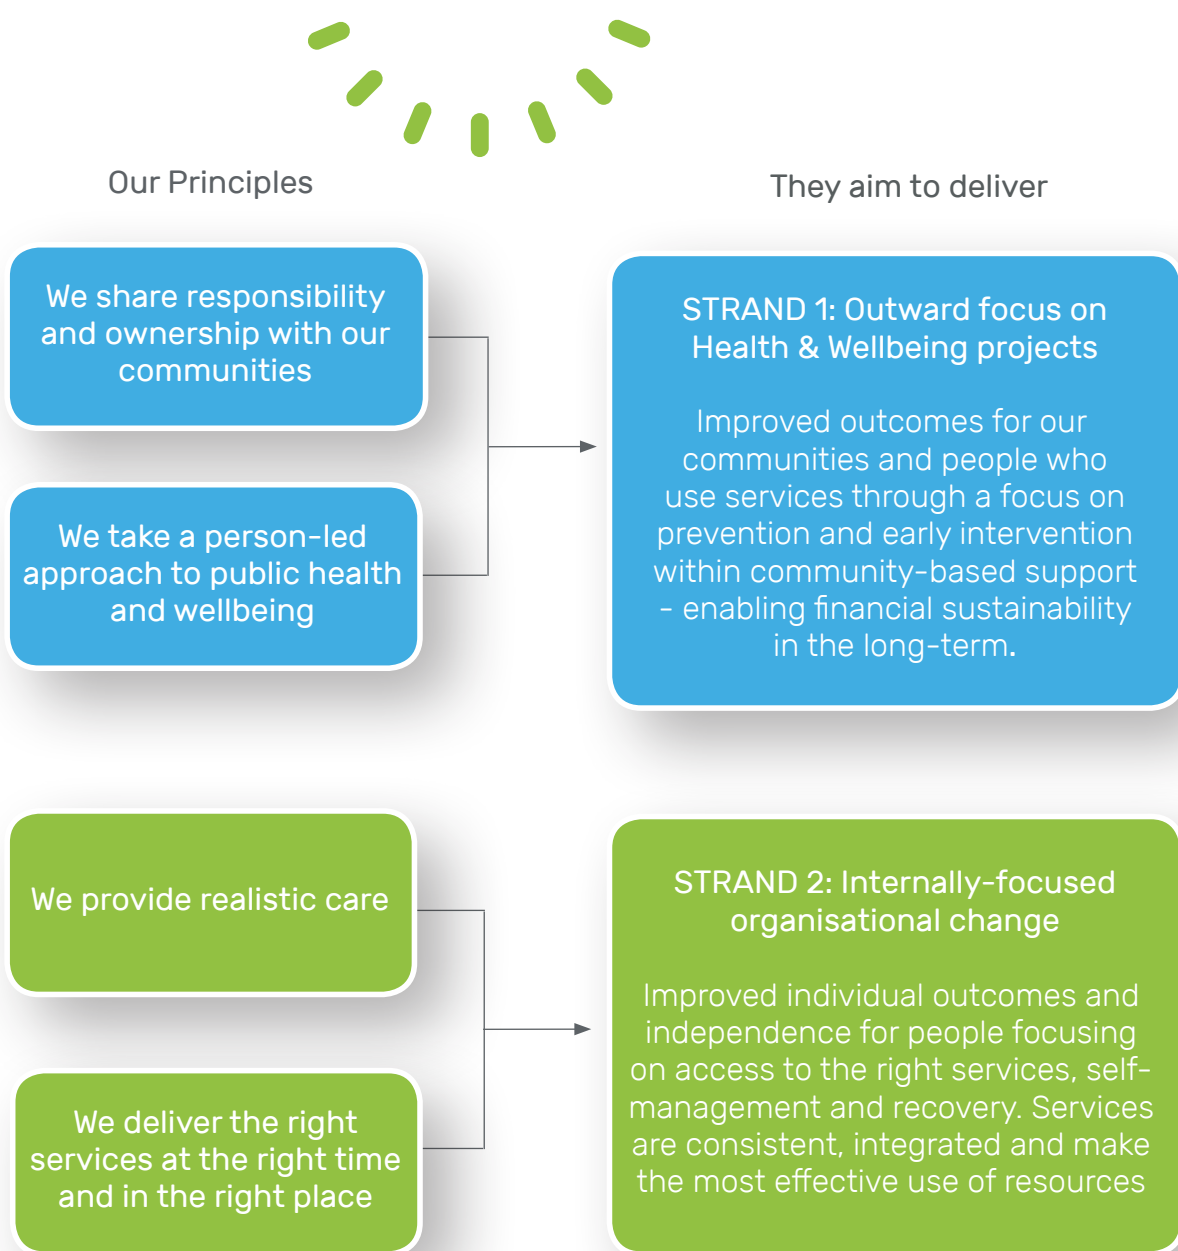 Our Principles
They aim to deliver
We share responsibility
and ownership with our
communities
We take a person-led
approach to public health
and wellbeing
STRAND 1: Outward focus on
Health & Wellbeing projects
Improved outcomes for our
communities and people who
use services through a focus on
prevention and early intervention
within community-based support
- enabling financial sustainability
in the long-term.
We provide realistic care
We deliver the right
services at the right time
and in the right place
STRAND 2: Internally-focused
organisational change
Improved individual outcomes and
independence for people focusing
on access to the right services, self-
management and recovery. Services
are consistent, integrated and make
the most effective use of resources